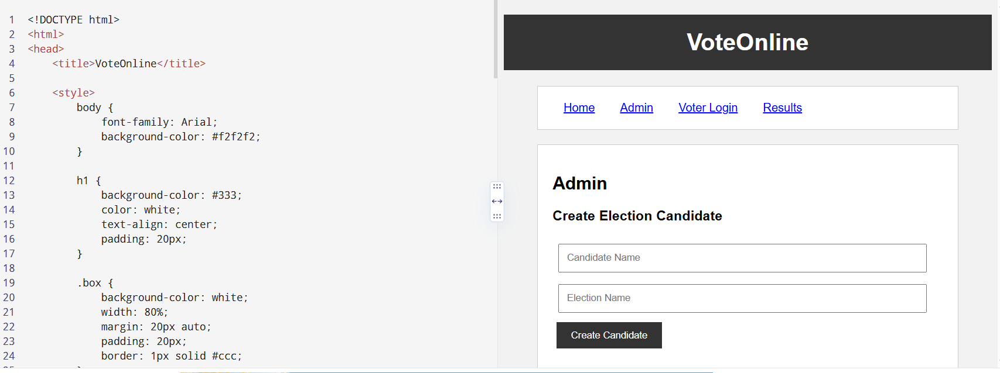 1 <!DOCTYPE html>
2 <html>
3 <head>
4     <title>VoteOnline</title>
5
6     <style>
7         body {
8             font-family: Arial;
9             background-color: #f2f2f2;
10         }
11
12         h1 {
13             background-color: #333;
14             color: white;
15             text-align: center;
16             padding: 20px;
17         }
18
19         .box {
20             background-color: white;
21             width: 80%;
22             margin: 20px auto;
23             padding: 20px;
24             border: 1px solid #ccc;
VoteOnline
Home Admin Voter Login Results
Admin
Create Election Candidate
Candidate Name
Election Name
Create Candidate